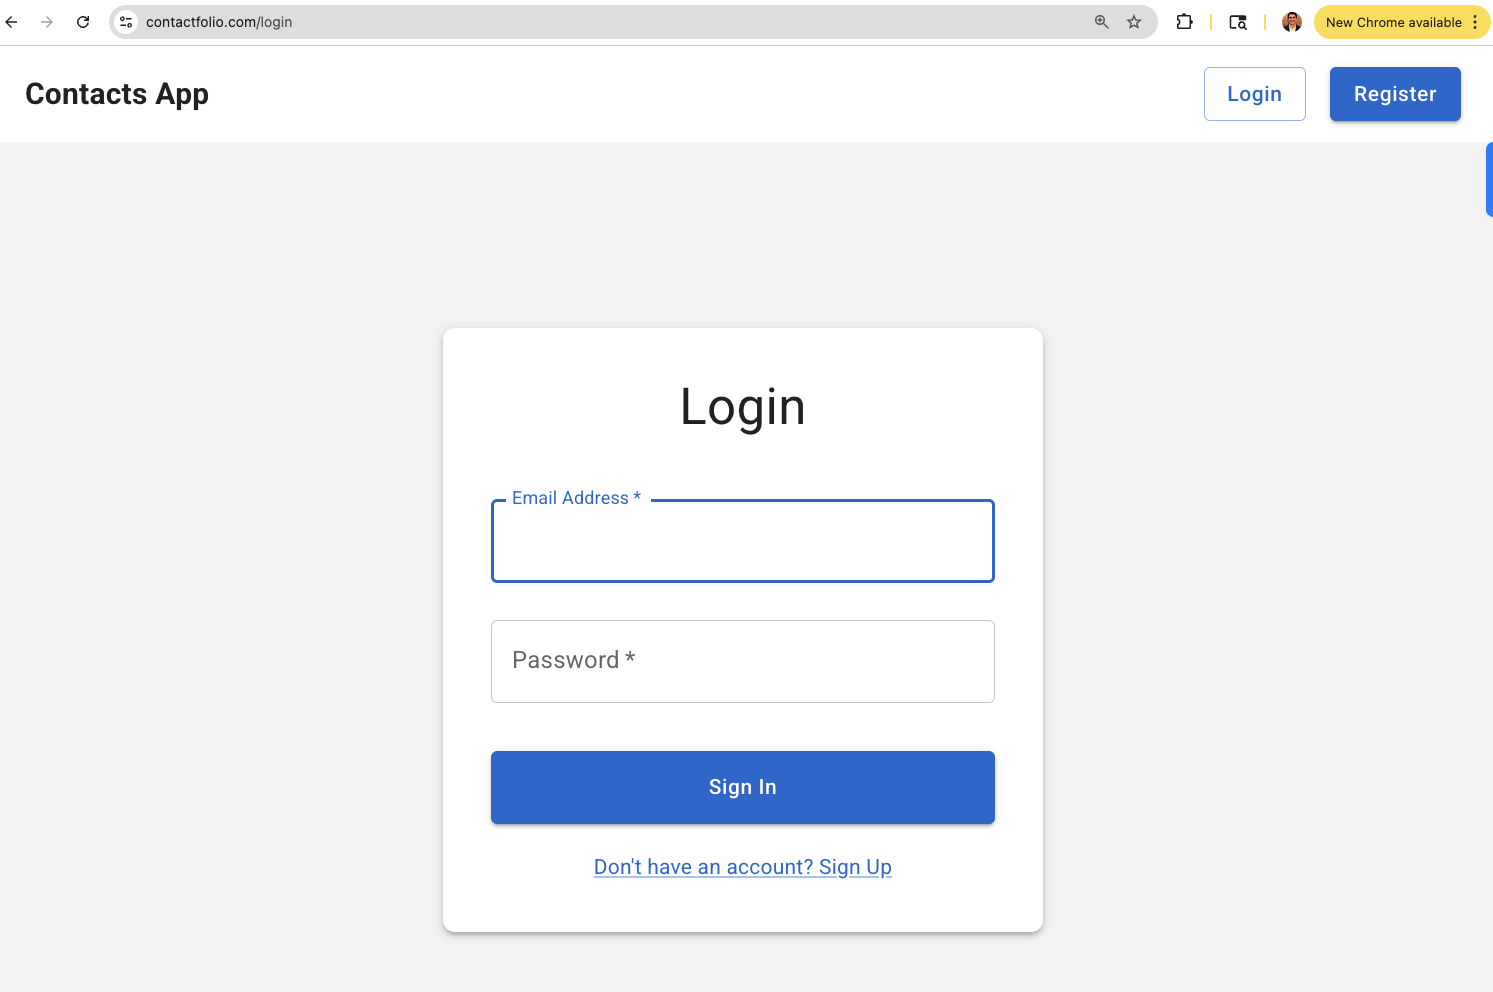 contactfolio.com/login
New Chrome available
Contacts App
Login
Register
Login
Email Address *
Password *
Sign In
Don't have an account? Sign Up